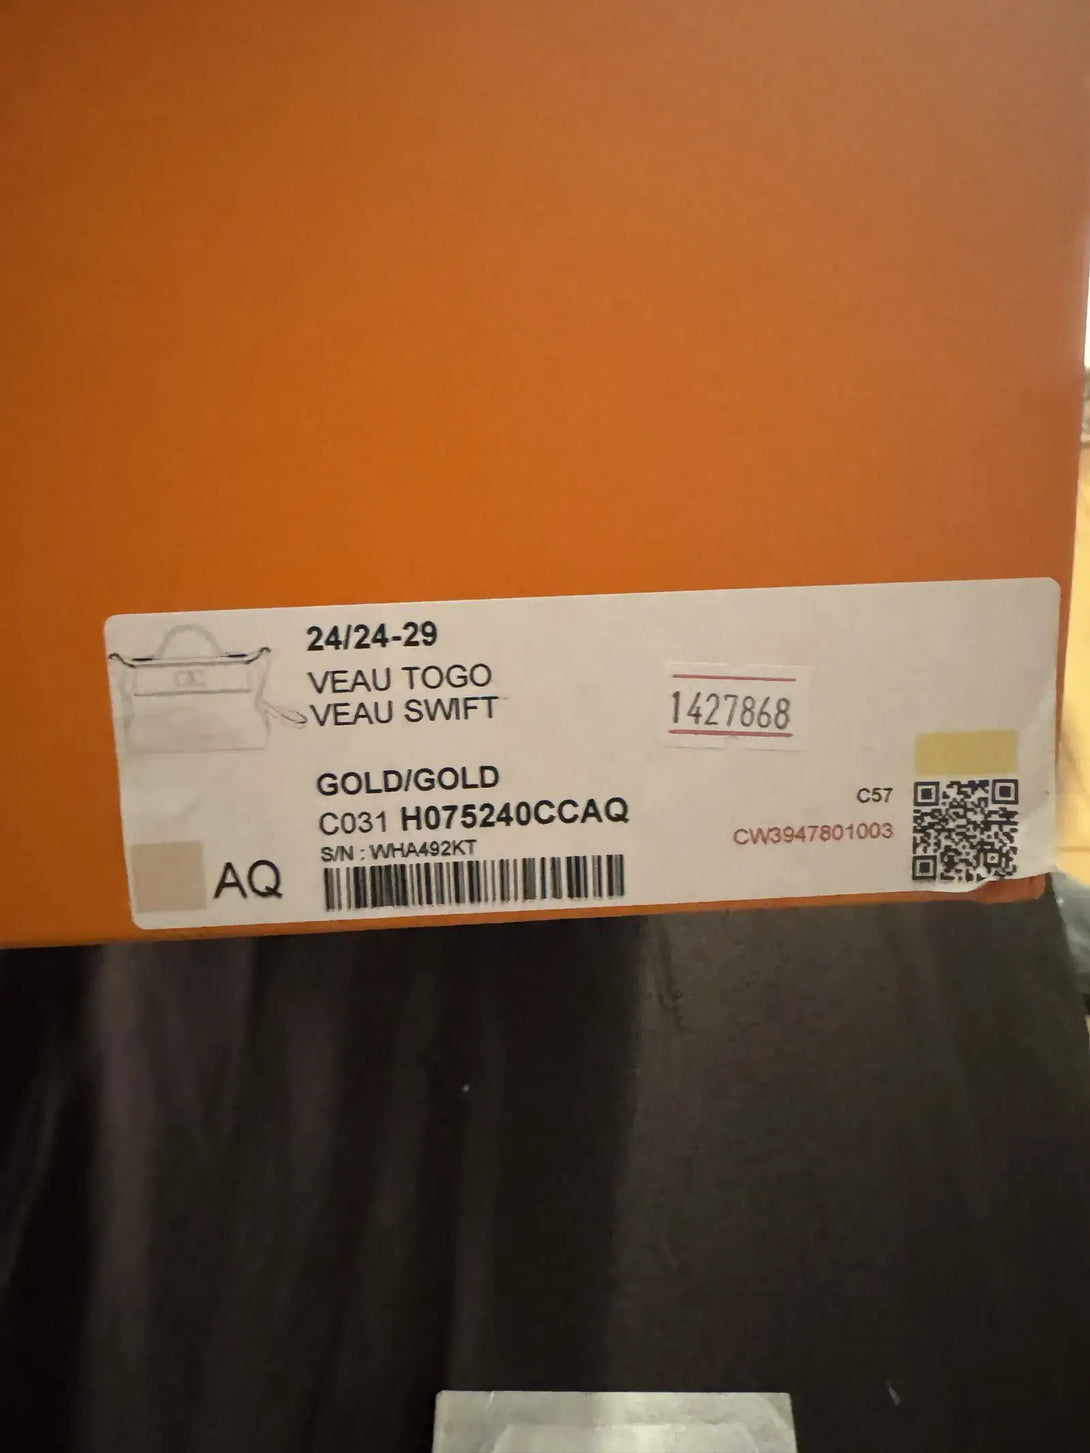 24/24-29
VEAU TOGO
VEAU SWIFT
1427868
GOLD/GOLD
C031 H075240CCAQ
S/N : WHA492KT
AQ
C57
CW3947801003